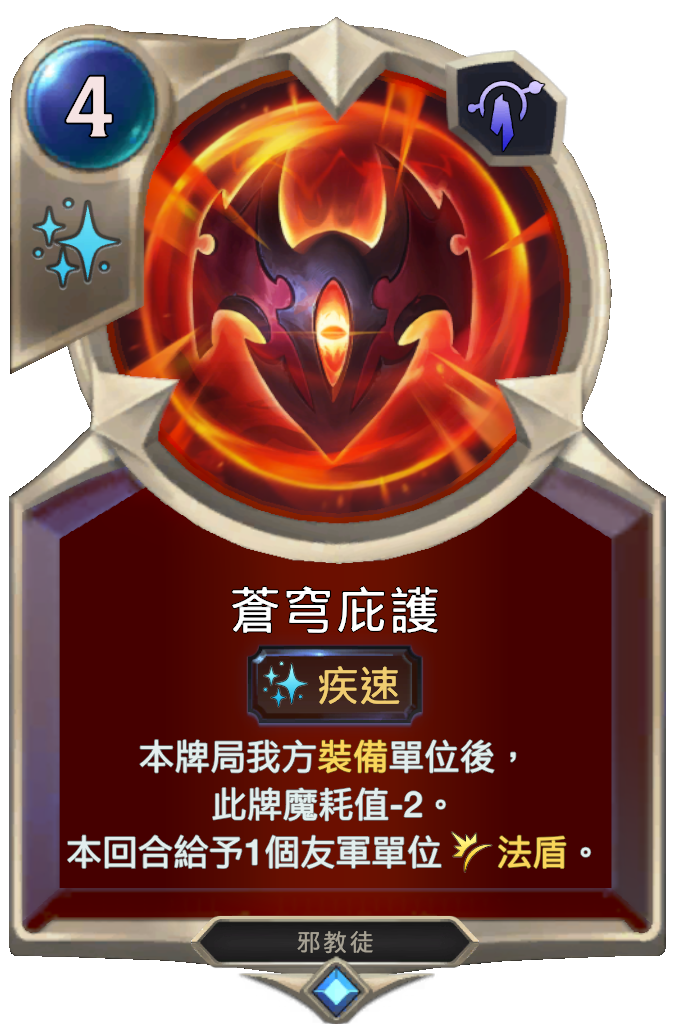 4
蒼穹庇護
疾速
本牌局我方裝備單位後，
此牌魔耗值-2。
本回合給予1個友軍單位 法盾。
邪教徒